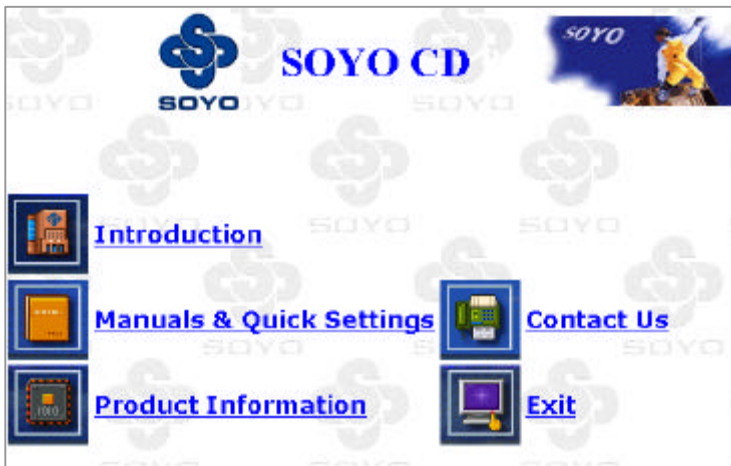 SOYO
SOYO CD
SOYO
Introduction
Manuals & Quick Settings
Contact Us
Product Information
Exit